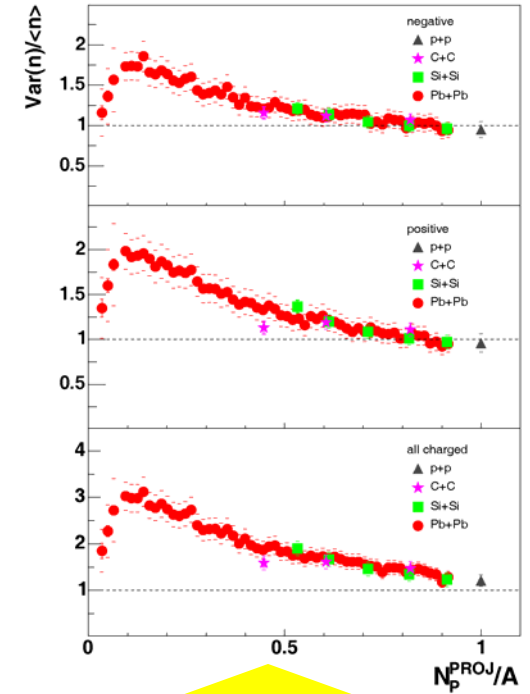 Var(n)/<n>
negative
p+p
C+C
Si+Si
Pb+Pb
2
1.5
1
0.5
positive
p+p
C+C
Si+Si
Pb+Pb
2
1.5
1
0.5
all charged
p+p
C+C
Si+Si
Pb+Pb
4
3
2
1
0
0.5
1
N_P^PROJ/A